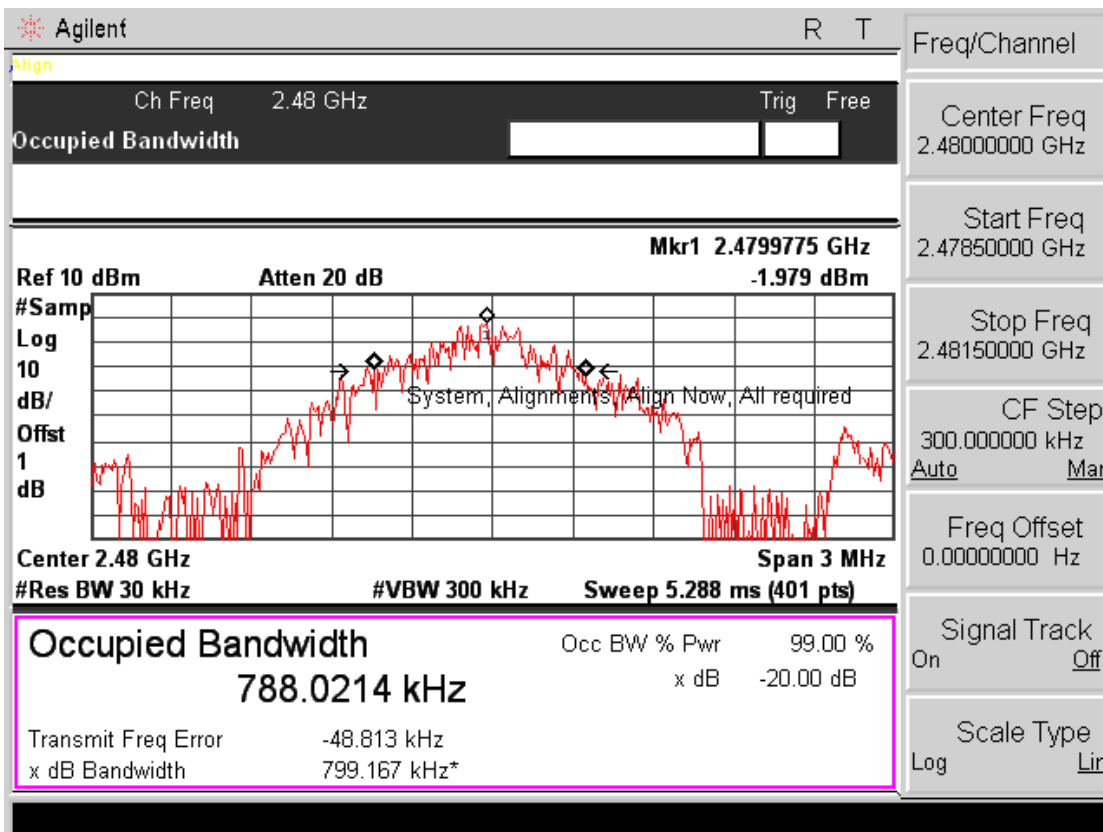 Agilent R T
Align
Ch Freq 2.48 GHz Trig Free
Occupied Bandwidth
Mkr1 2.4799775 GHz
Ref 10 dBm Atten 20 dB -1.979 dBm
#Samp
Log
10
dB/
Offst
1
dB
1
System, Alignments, Align Now, All required
Center 2.48 GHz Span 3 MHz
#Res BW 30 kHz #VBW 300 kHz Sweep 5.288 ms (401 pts)
Occupied Bandwidth Occ BW % Pwr 99.00 %
788.0214 kHz x dB -20.00 dB
Transmit Freq Error -48.813 kHz
x dB Bandwidth 799.167 kHz*
Freq/Channel
Center Freq
2.48000000 GHz
Start Freq
2.47850000 GHz
Stop Freq
2.48150000 GHz
CF Step
300.000000 kHz
Auto Man
Freq Offset
0.00000000 Hz
Signal Track
On Off
Scale Type
Log Lin